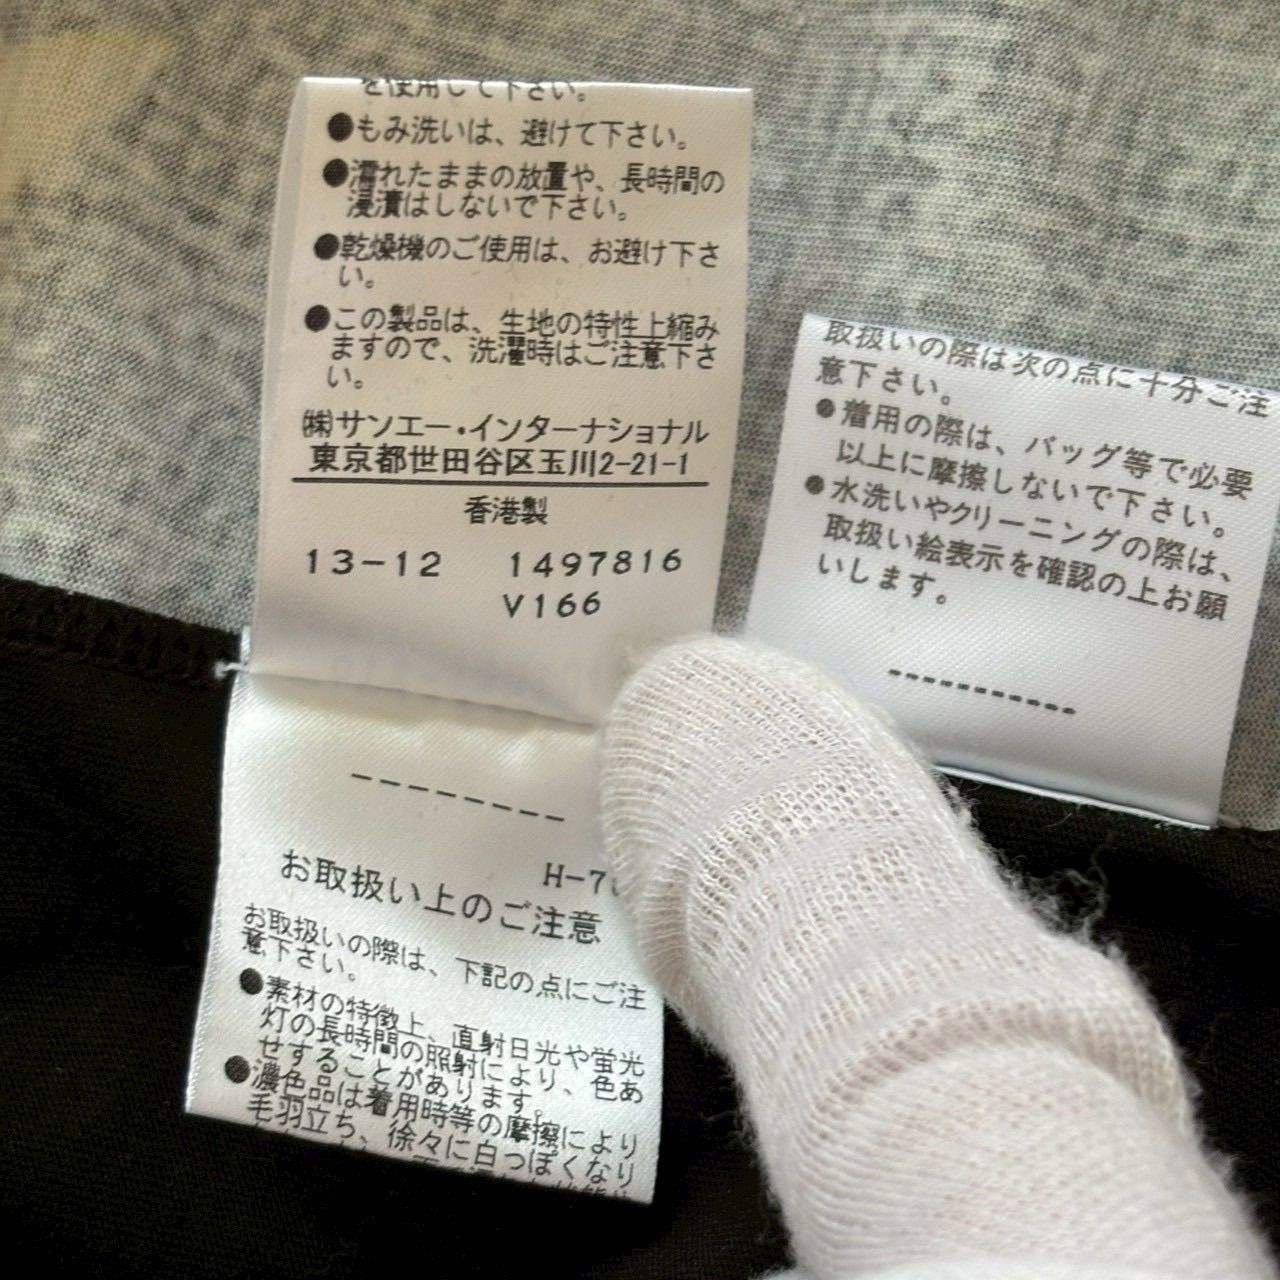 を使用して下さい。
●もみ洗いは、避けて下さい。
●濡れたままの放置や、長時間の
浸漬はしないで下さい。
●乾燥機のご使用は、お避け下さ
い。
●この製品は、生地の特性上縮み
ますので、洗濯時はご注意下さ
い。
㈱サンエー・インターナショナル
東京都世田谷区玉川2-21-1
香港製
13-12 1497816
V166
-------
H-7
お取扱い上のご注意
お取扱いの際は、下記の点にご注
意下さい。
●素材の特徴上、直射日光や蛍光
灯の長時間の照射により、色あ
せすることがあります。
●濃色品は着用時等の摩擦により
毛羽立ち、徐々に白っぽくなり
取扱いの際は次の点に十分ご注
意下さい。
●着用の際は、バッグ等で必要
以上に摩擦しないで下さい。
●水洗いやクリーニングの際は、
取扱い絵表示を確認の上お願
いします。
-----------